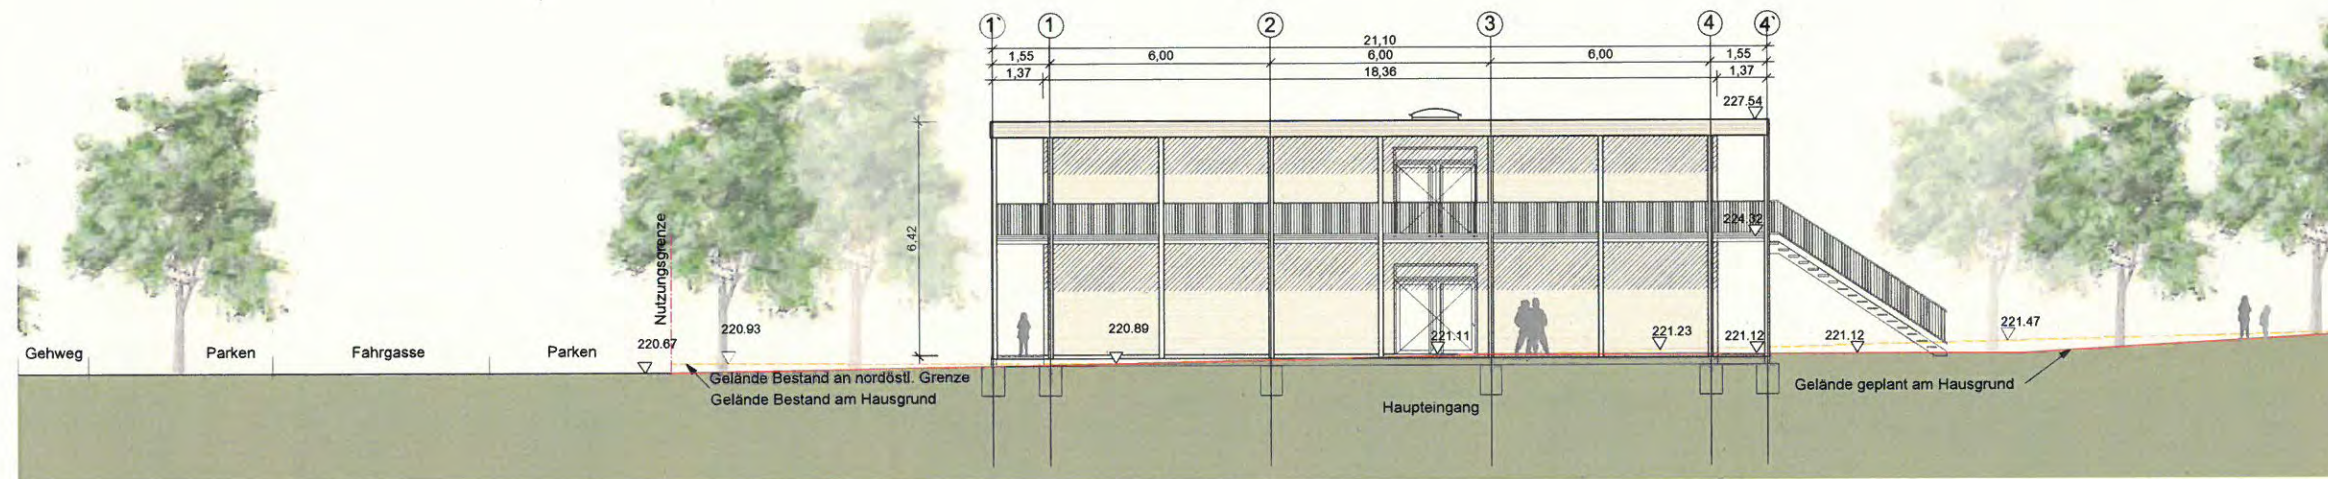 1' 1 2 3 4 4'
21,10
1,55 6,00 6,00 6,00 1,55
1,37 18,36 1,37
227.54
6,42
224.32
Nutzungsgrenze
220.93
220.67
220.89
221.11
221.23
221.12
221.12
221.47
Gehweg Parken Fahrgasse Parken
Gelände Bestand an nordöstl. Grenze
Gelände Bestand am Hausgrund
Haupteingang
Gelände geplant am Hausgrund